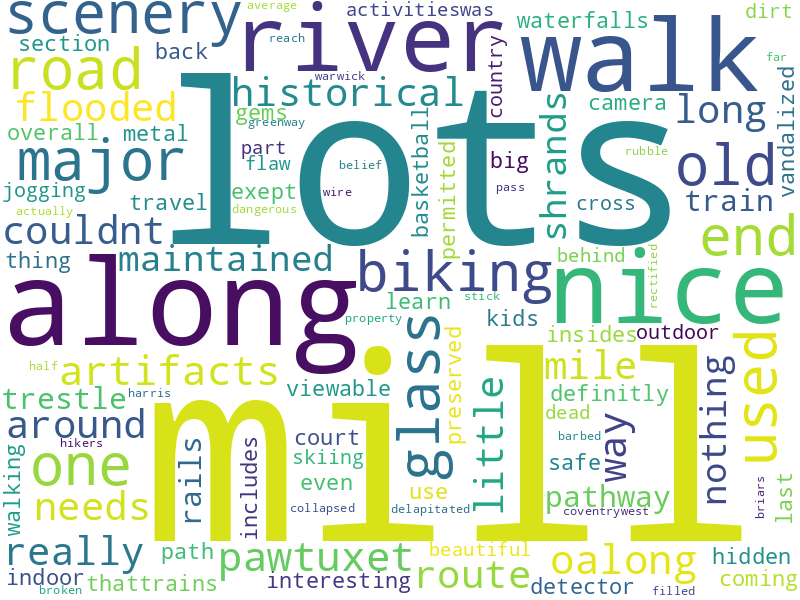 scenery
river
walk
average
activitieswas
waterfalls
dirt
section
back
reach
road
lots
historical
country
far
flooded
gems
warwick
camera
long
vandalized
overall
metal
greenway
basketball
permitted
shrands
major
part
flaw
belief
big
rubble
old
jogging
travel
exept
wire
pass
cross
train
actually
dangerous
couldnt
end
thing
maintained
along
biking
behind
nice
rectified
learn
stick
kids
property
insides
outdoor
half
artifacts
viewable
glass
preserved
mile
used
trestle
harris
mill
little
definitly
nothing
around
rails
court
dead
way
hikers
includes
skiing
barbed
safe
last
one
even
walking
needs
collapsed
use
delapitated
pathway
coventrywest
briars
really
path
pawtuxet
beautiful
oalong
hidden
indoor
thattrains
interesting
route
detector
coming
broken
filled